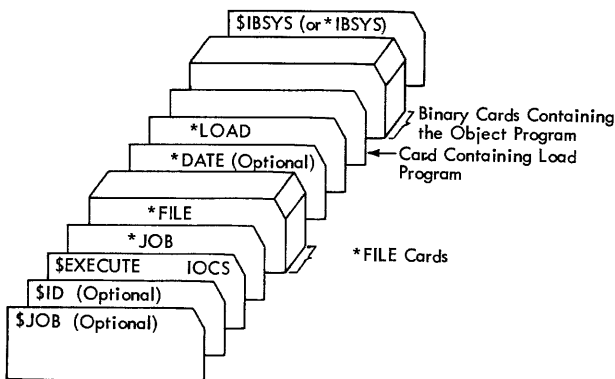 $IBSYS (or *IBSYS)
Binary Cards Containing
the Object Program
*LOAD
Card Containing Load
Program
*DATE (Optional)
*FILE
*JOB
*FILE Cards
$EXECUTE IOCS
$ID (Optional)
$JOB (Optional)